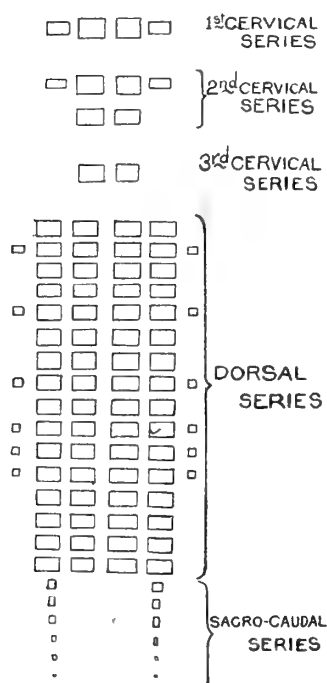 1st CERVICAL
SERIES
2nd CERVICAL
SERIES
3rd CERVICAL
SERIES
DORSAL
SERIES
SACRO-CAUDAL
SERIES